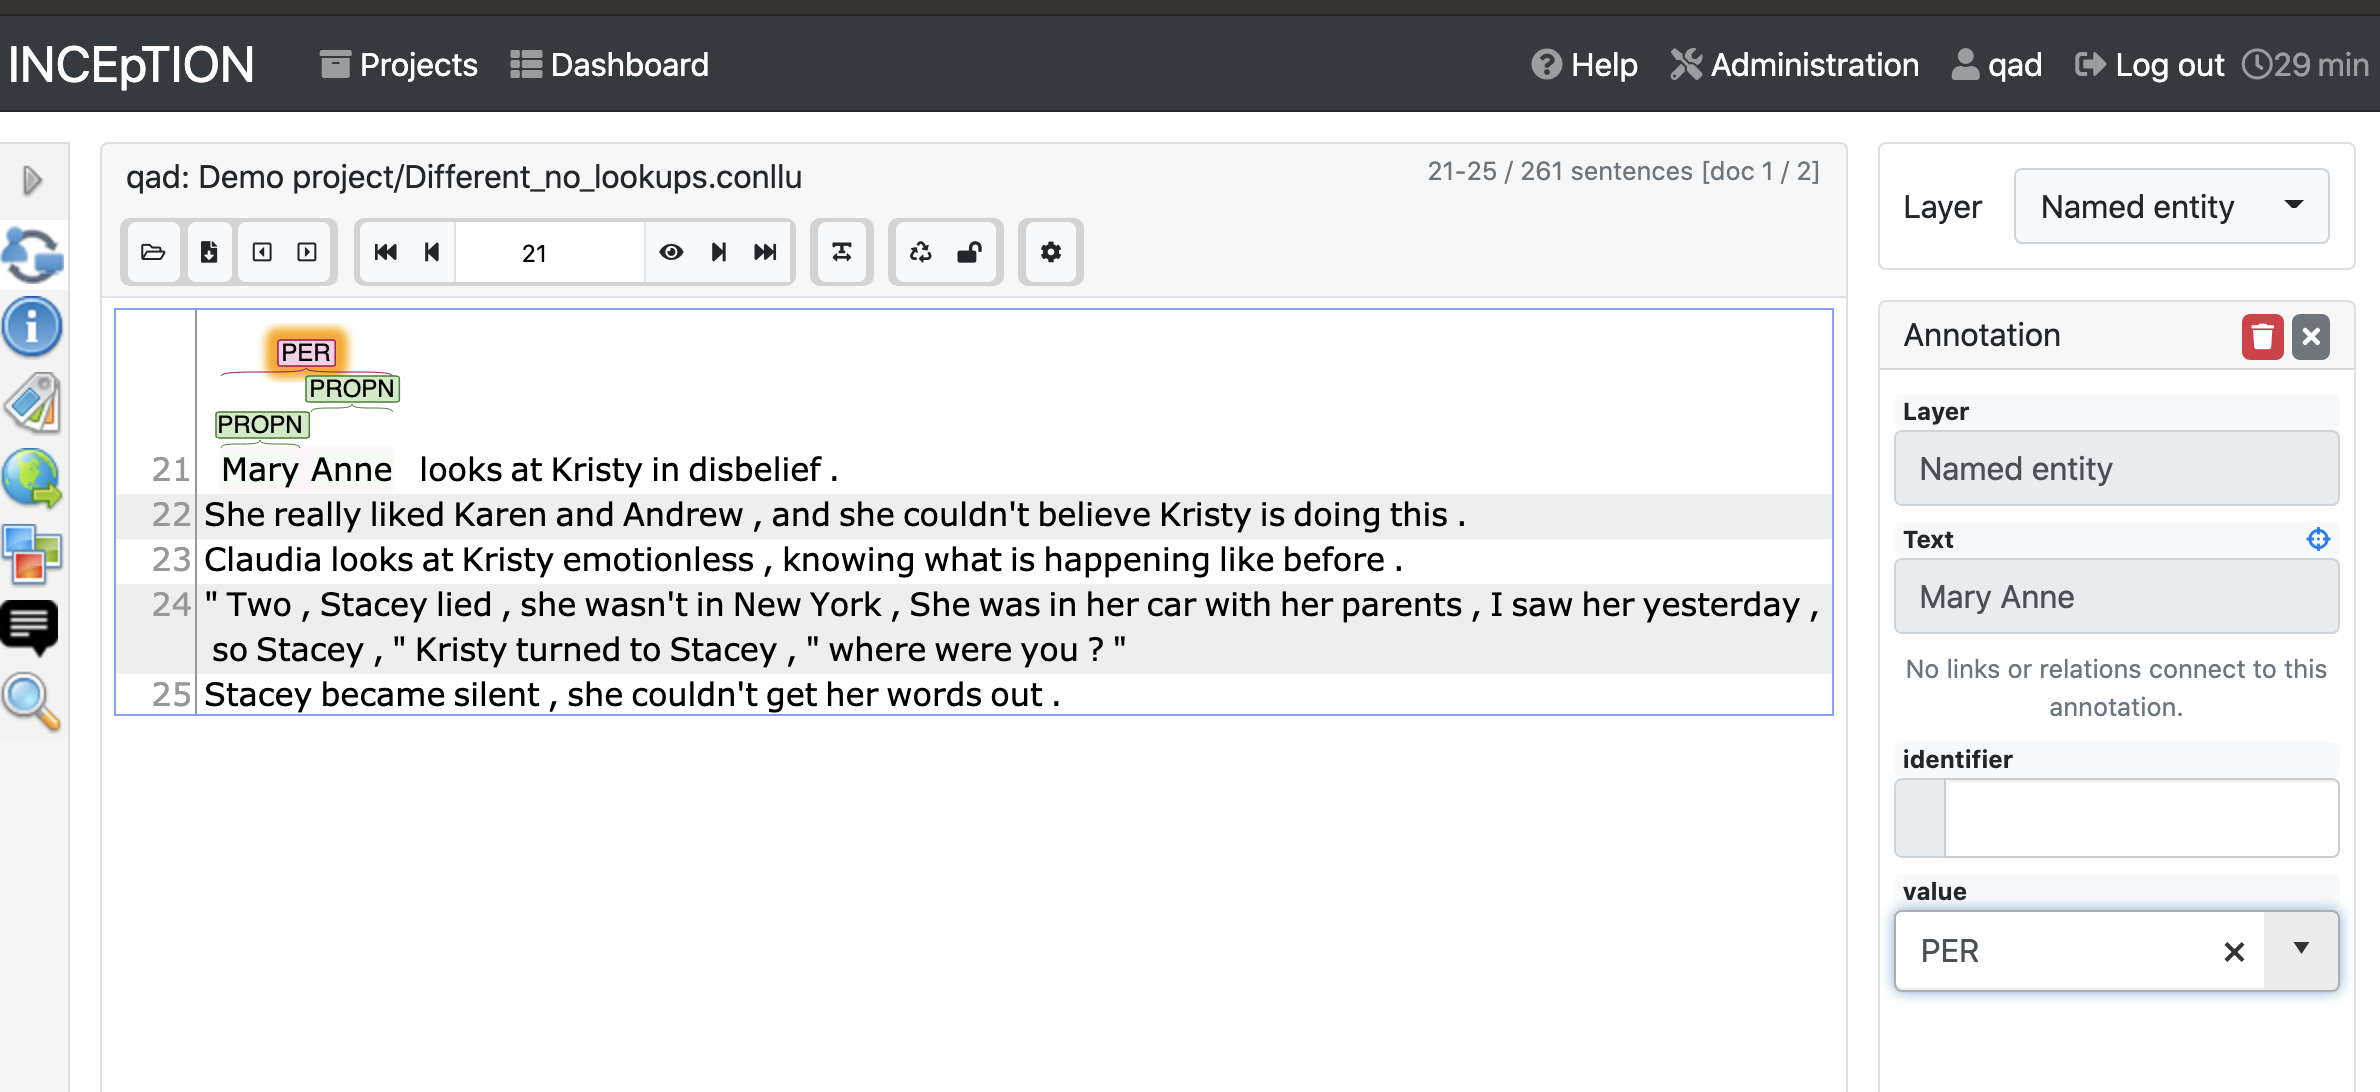 INCEpTION Projects Dashboard Help Administration qad Log out 29 min
qad: Demo project/Different_no_lookups.conllu
21-25 / 261 sentences [doc 1 / 2]
21
PER
PROPN
PROPN
21 Mary Anne looks at Kristy in disbelief .
22 She really liked Karen and Andrew , and she couldn't believe Kristy is doing this .
23 Claudia looks at Kristy emotionless , knowing what is happening like before .
24 " Two , Stacey lied , she wasn't in New York , She was in her car with her parents , I saw her yesterday ,
so Stacey , " Kristy turned to Stacey , " where were you ? "
25 Stacey became silent , she couldn't get her words out .
Layer Named entity
Annotation
Layer
Named entity
Text
Mary Anne
No links or relations connect to this
annotation.
identifier
value
PER